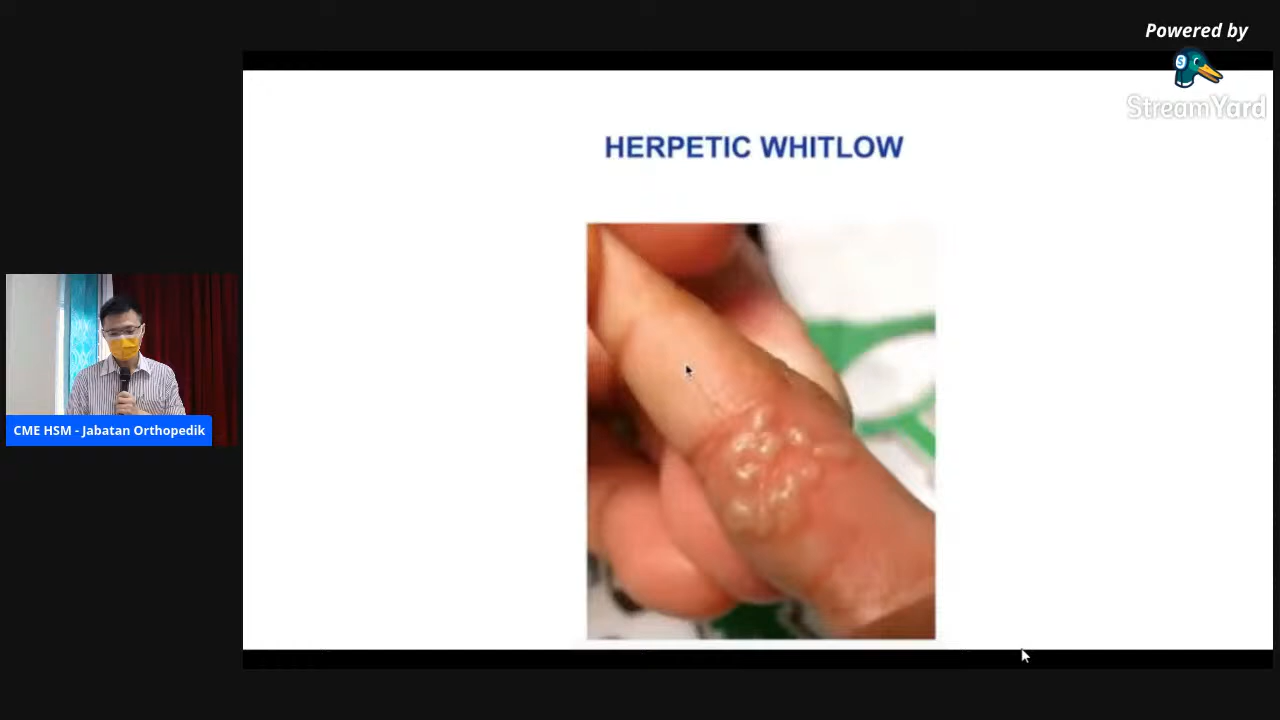 Powered by
StreamYard
HERPETIC WHITLOW
CME HSM - Jabatan Orthopedik